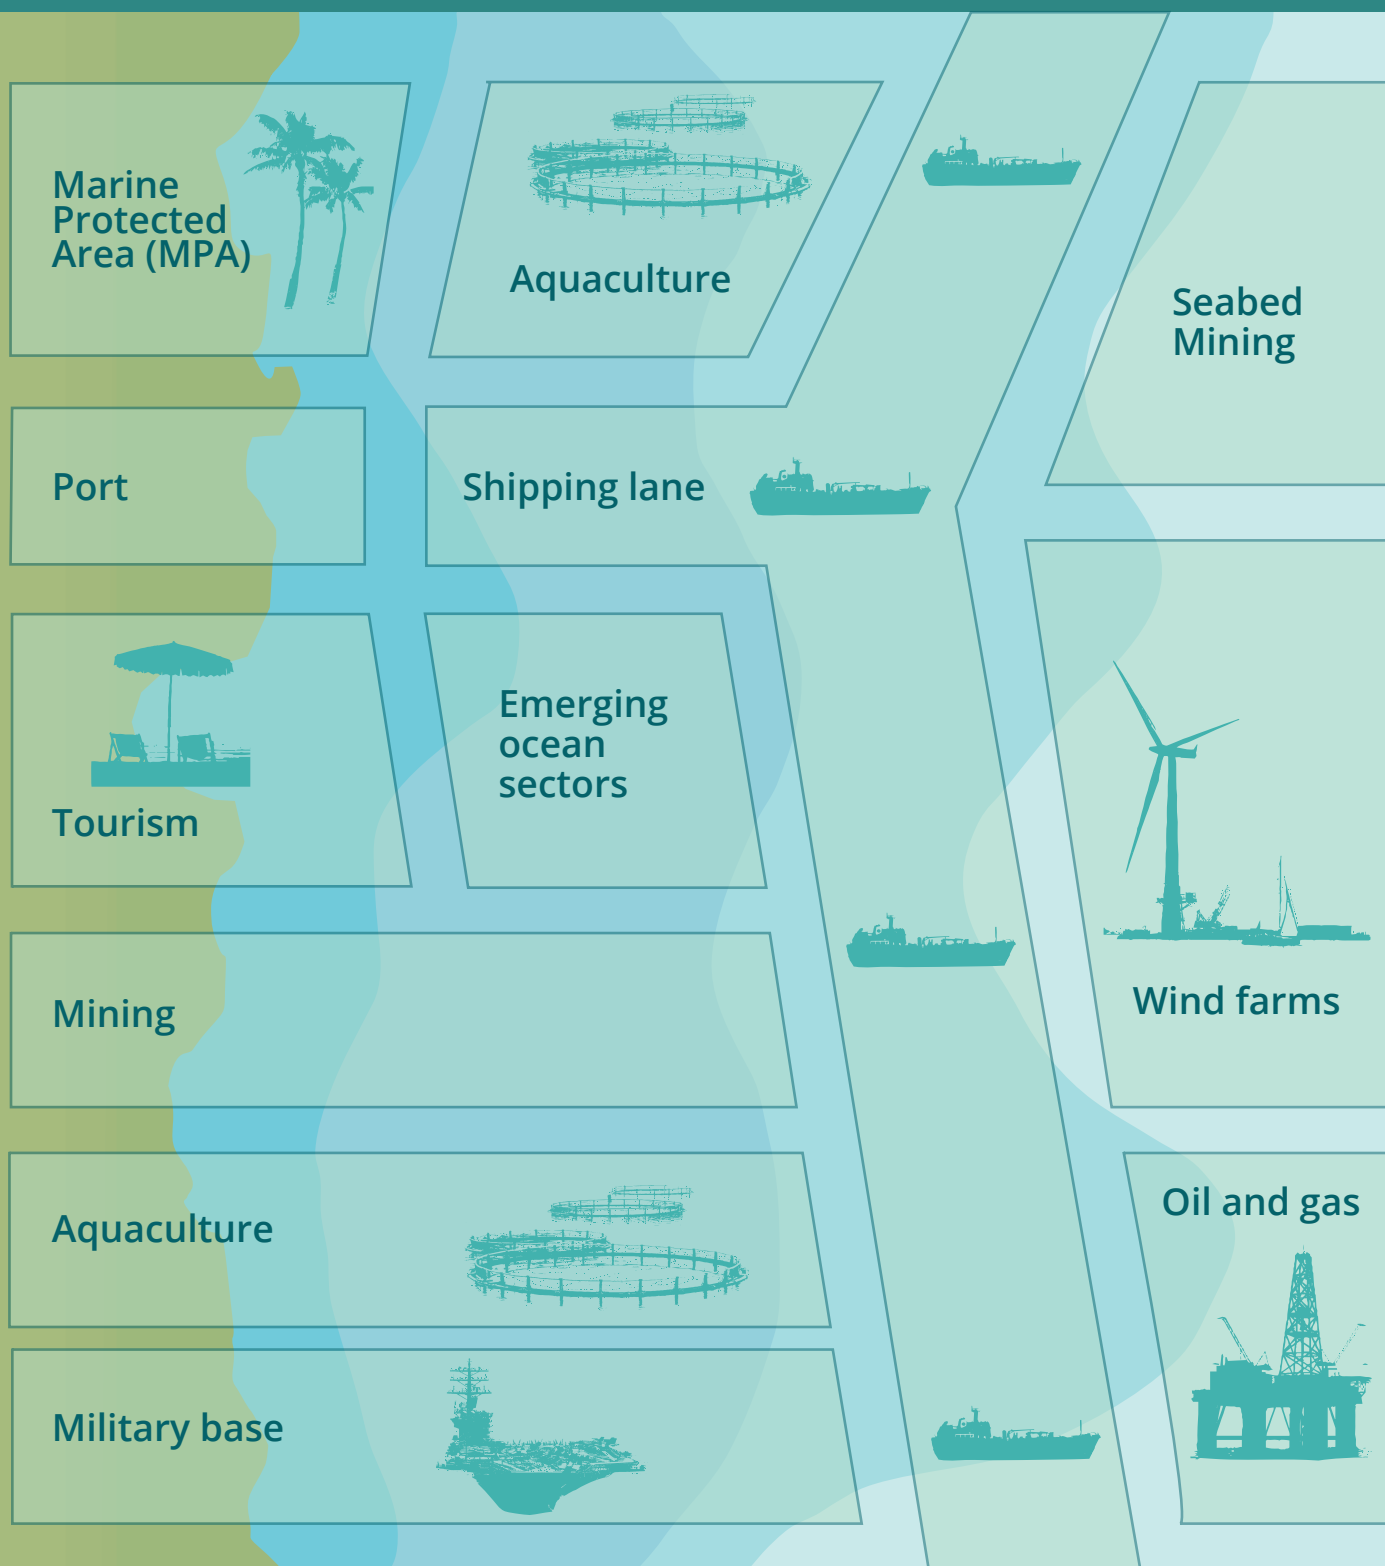 Marine
Protected
Area (MPA)
Aquaculture
Seabed
Mining
Port
Shipping lane
Emerging
ocean
sectors
Tourism
Wind farms
Mining
Aquaculture
Oil and gas
Military base